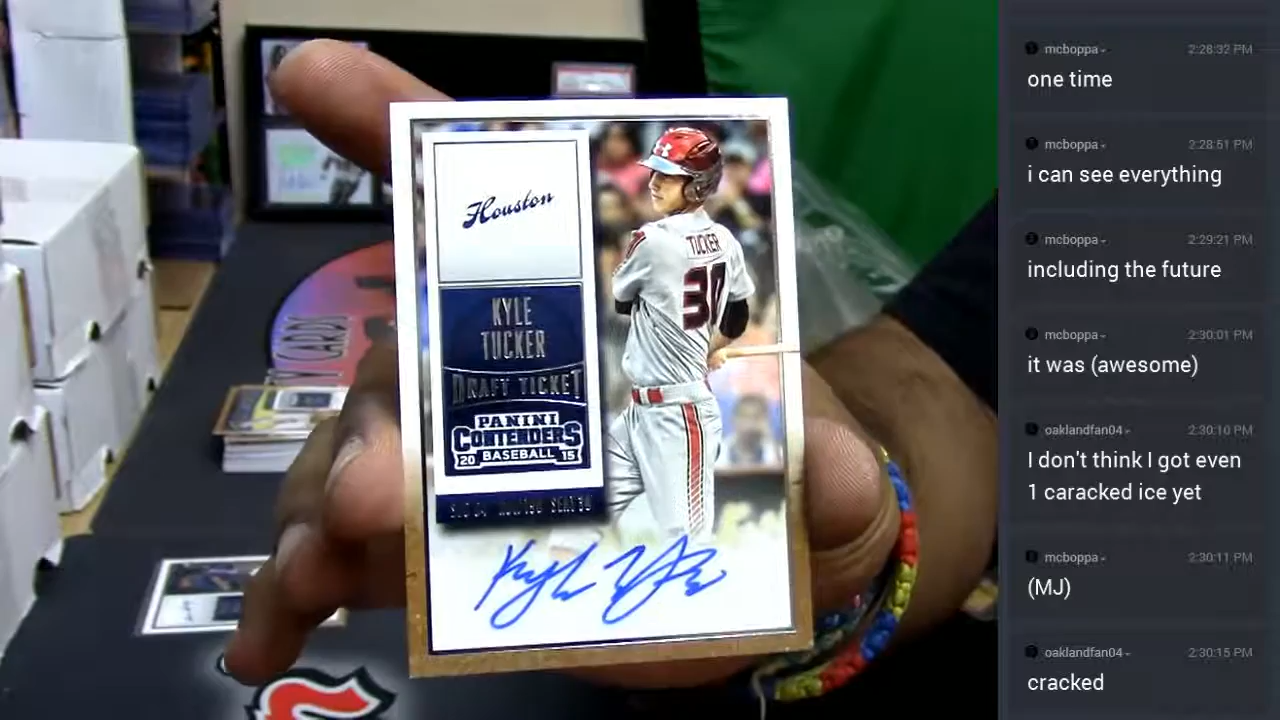 Houston
KYLE
TUCKER
DRAFT TICKET
PANINI
CONTENDERS
20 BASEBALL 15
TUCKER
30
Kyle Tucker
CARDS
mcboppa 2:28:32 PM
one time
mcboppa 2:28:51 PM
i can see everything
mcboppa 2:29:21 PM
including the future
mcboppa 2:30:01 PM
it was (awesome)
oaklandfan04 2:30:10 PM
I don't think I got even
1 caracked ice yet
mcboppa 2:30:11 PM
(MJ)
oaklandfan04 2:30:15 PM
cracked